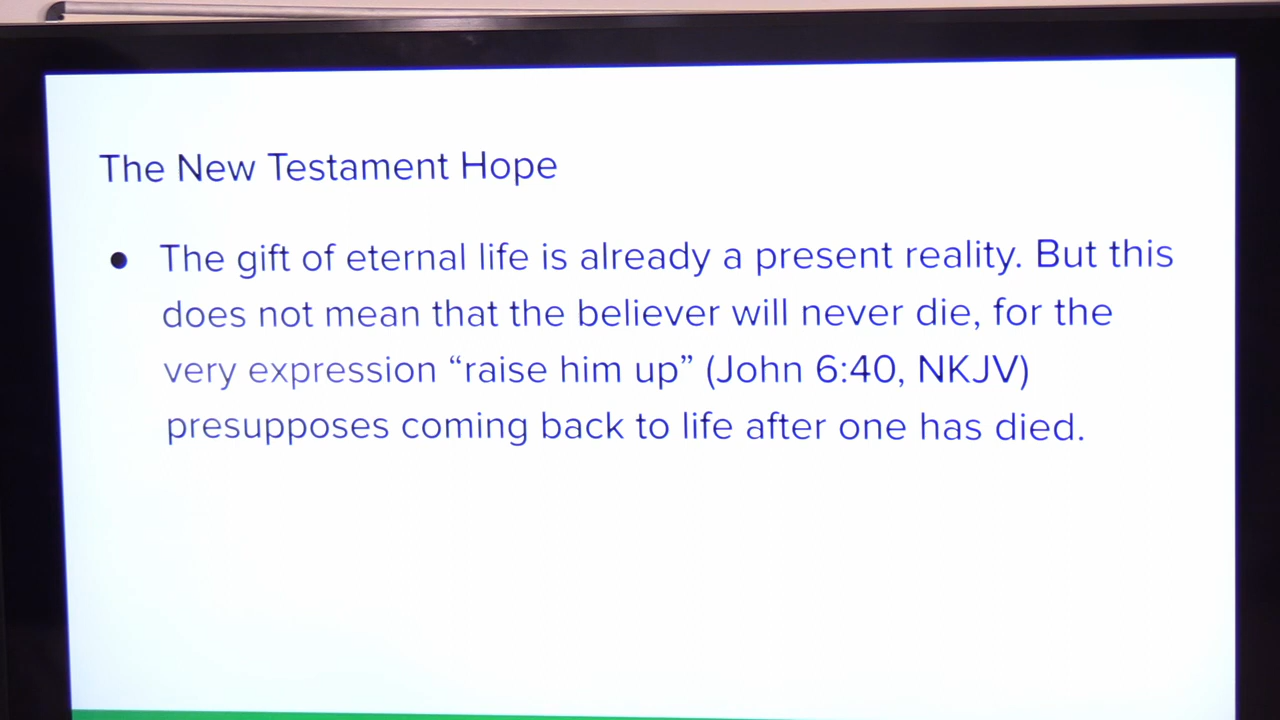 The New Testament Hope
● The gift of eternal life is already a present reality. But this
does not mean that the believer will never die, for the
very expression “raise him up” (John 6:40, NKJV)
presupposes coming back to life after one has died.